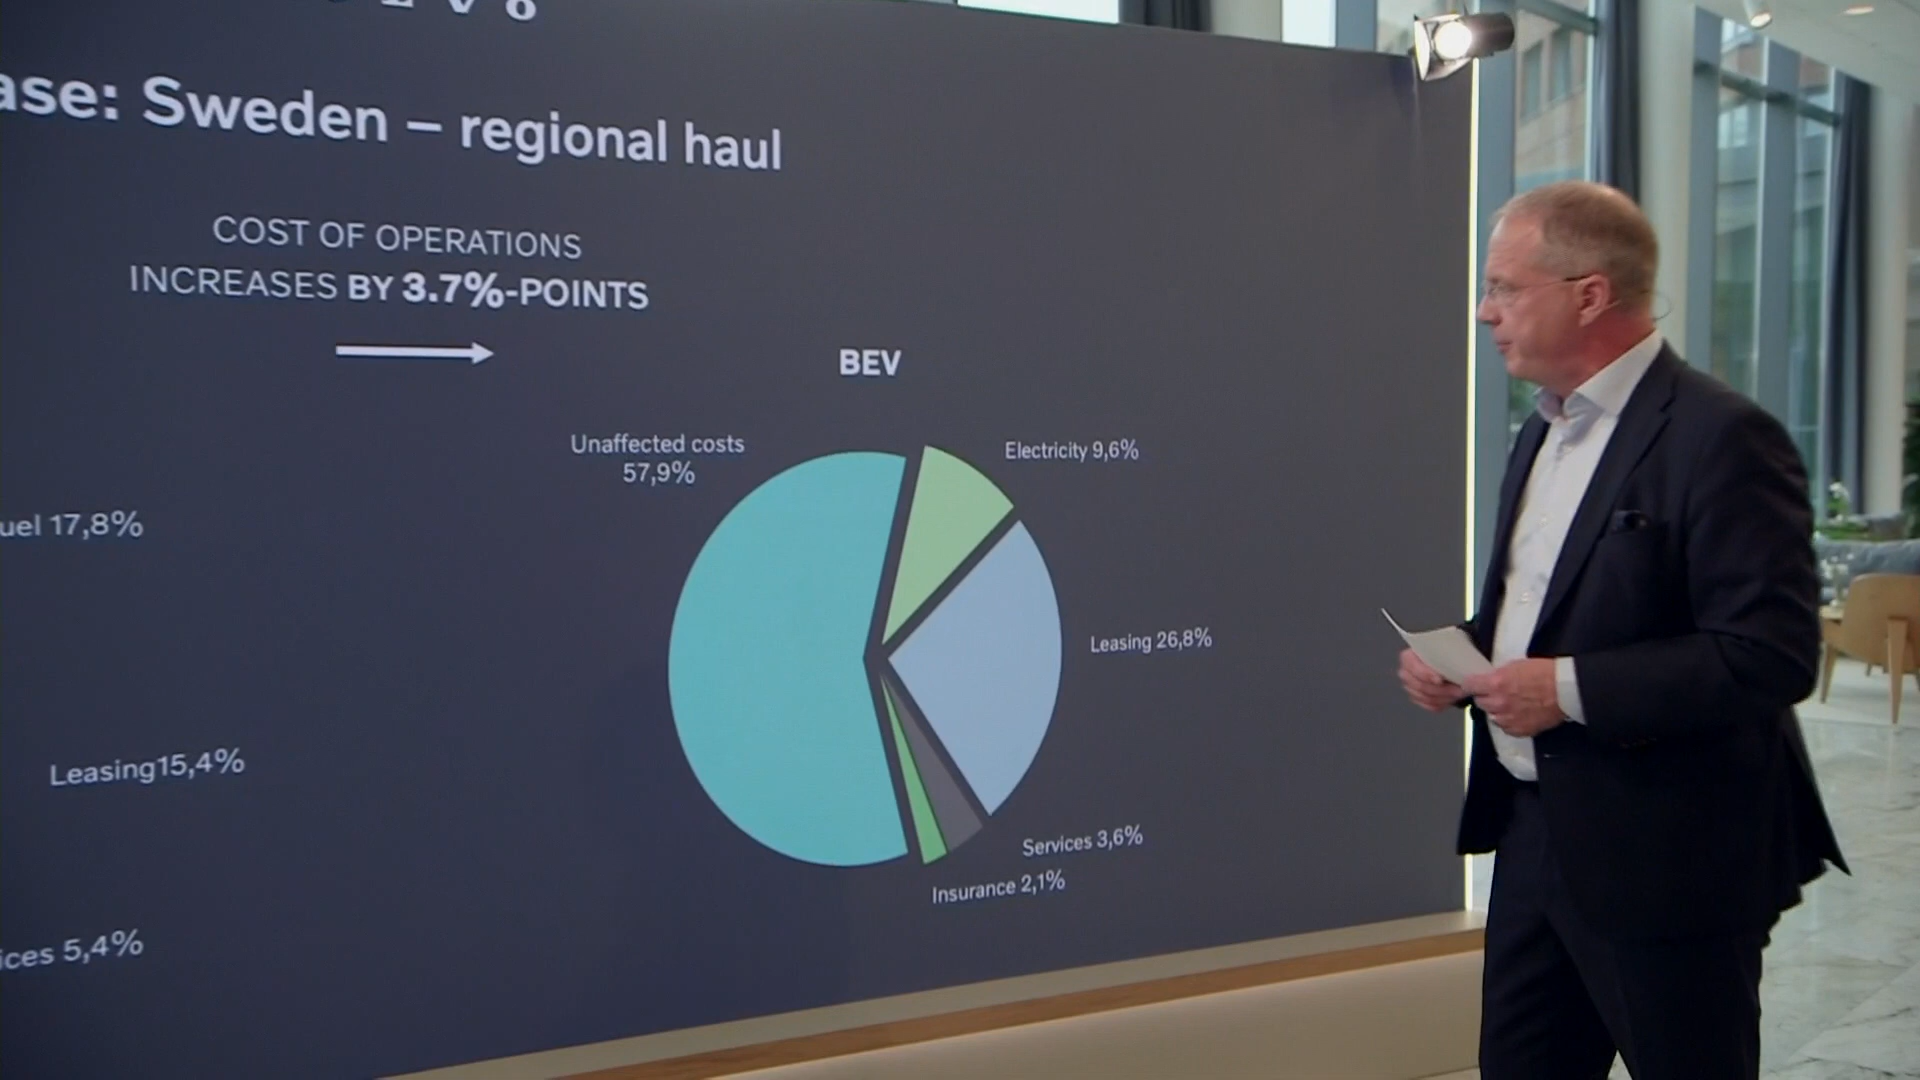 ase: Sweden – regional haul
COST OF OPERATIONS
INCREASES BY 3.7%-POINTS
BEV
Unaffected costs
57,9%
Electricity 9,6%
uel 17,8%
Leasing 26,8%
Leasing15,4%
Services 3,6%
Insurance 2,1%
ices 5,4%